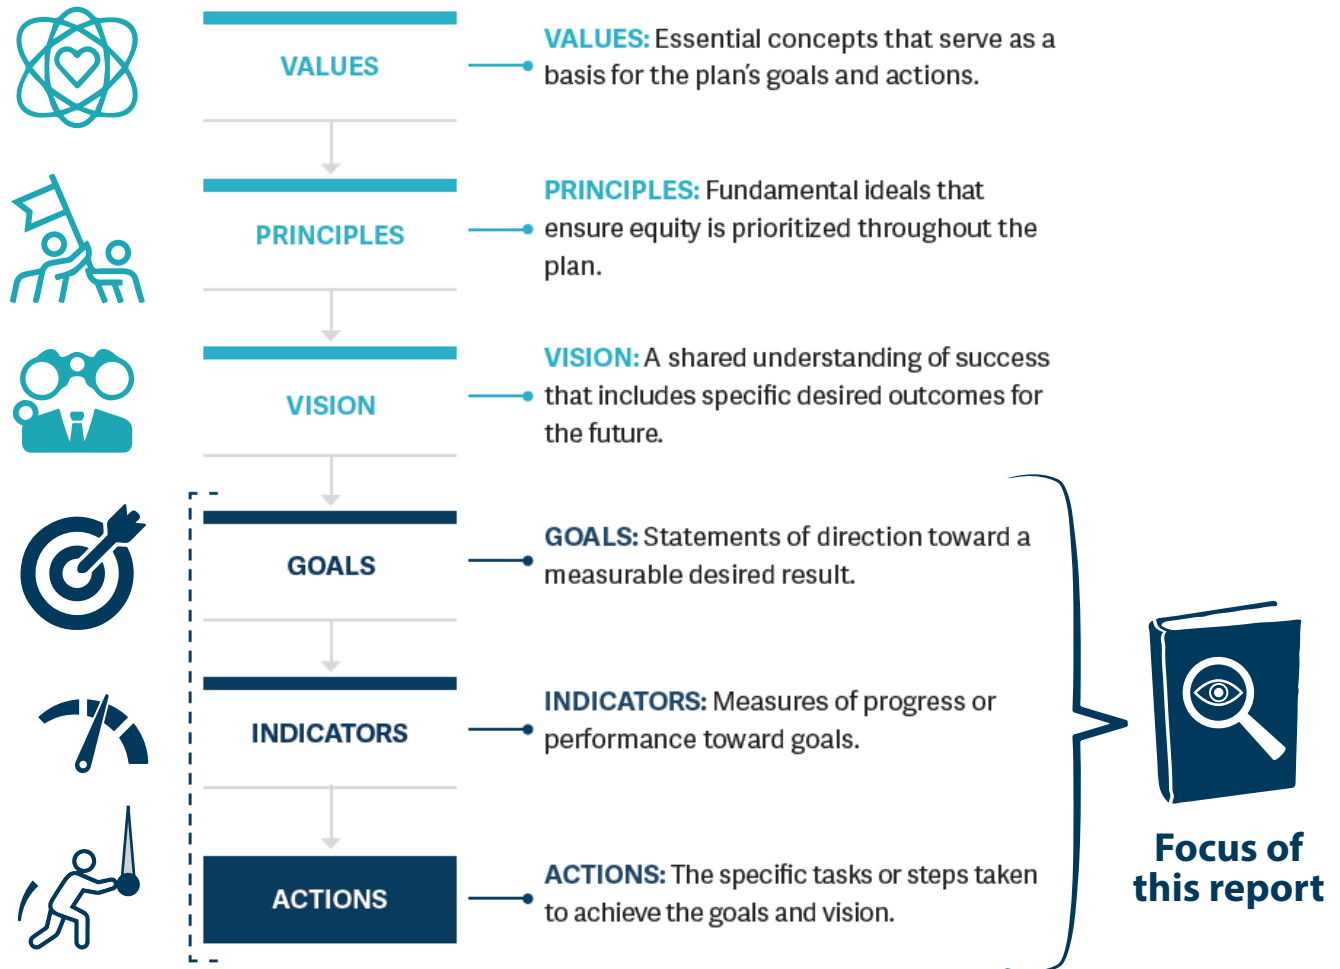 VALUES
VALUES: Essential concepts that serve as a
basis for the plan's goals and actions.
PRINCIPLES
PRINCIPLES: Fundamental ideals that
ensure equity is prioritized throughout the
plan.
VISION
VISION: A shared understanding of success
that includes specific desired outcomes for
the future.
GOALS
GOALS: Statements of direction toward a
measurable desired result.
INDICATORS
INDICATORS: Measures of progress or
performance toward goals.
ACTIONS
ACTIONS: The specific tasks or steps taken
to achieve the goals and vision.
Focus of
this report